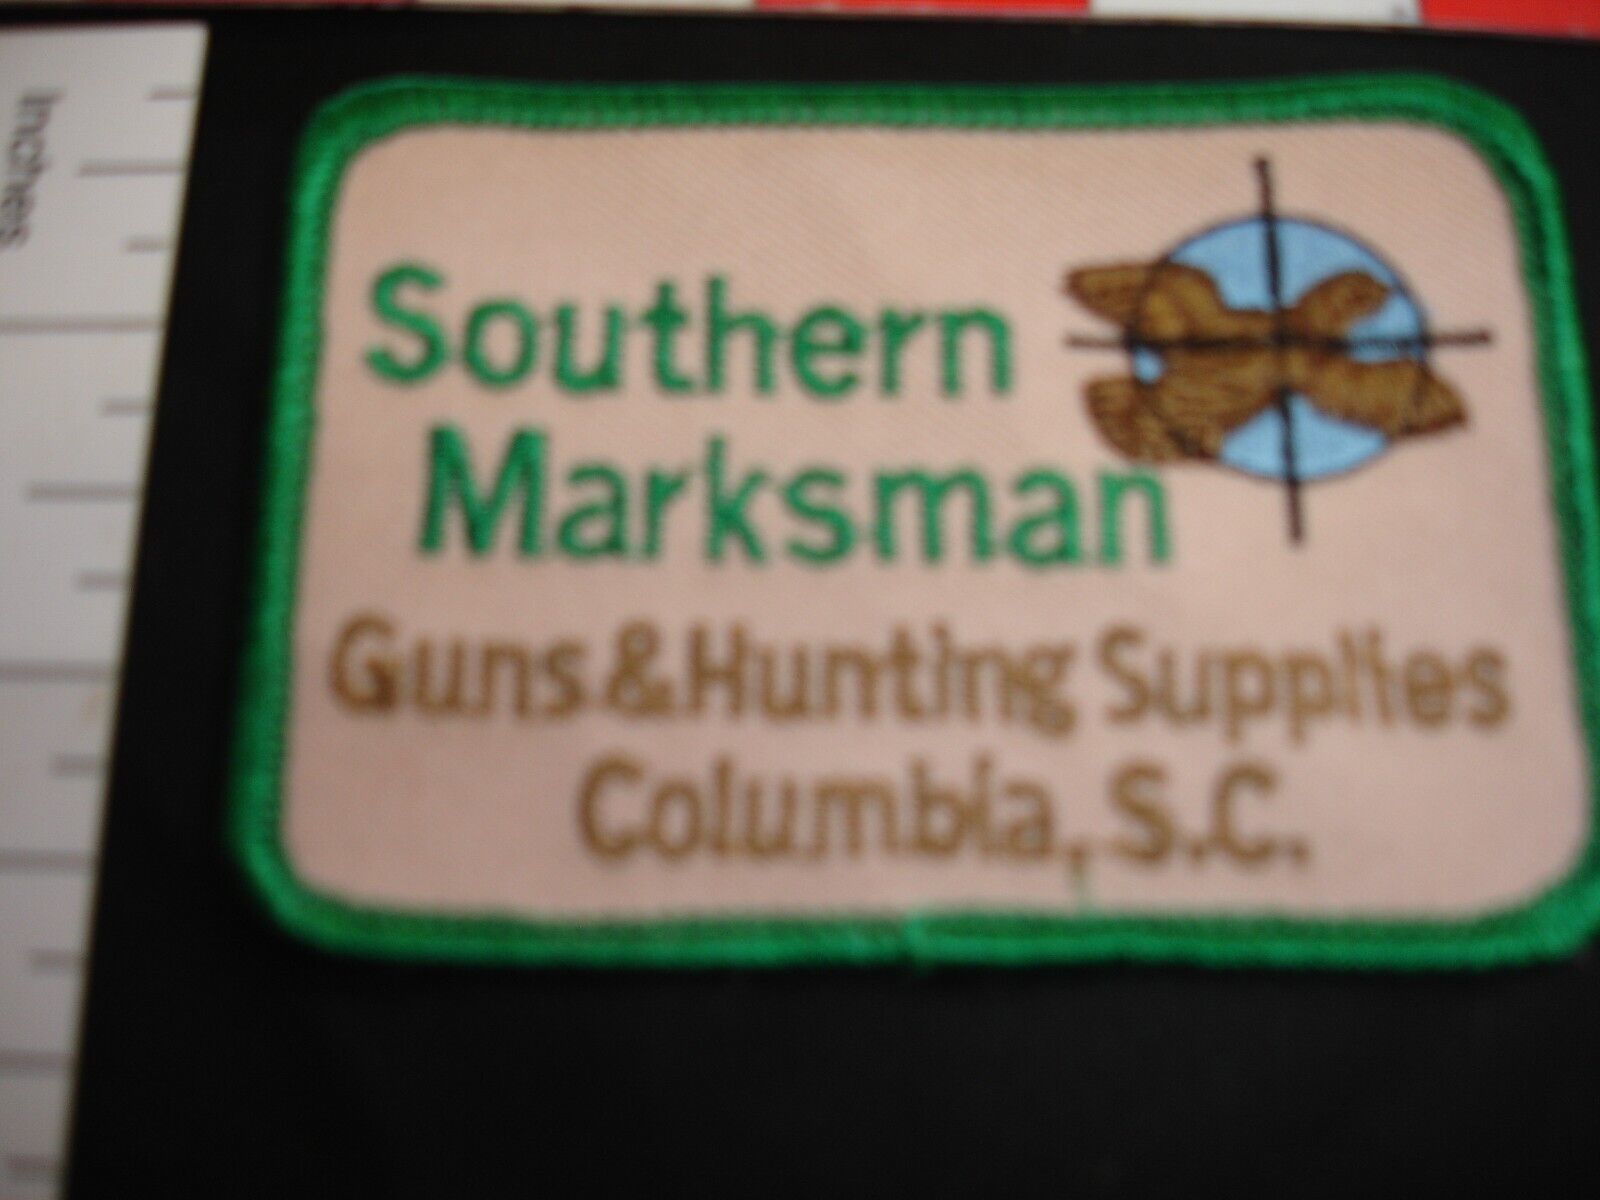 Inches
Southern
Marksman
Guns & Hunting Supplies
Columbia, S.C.